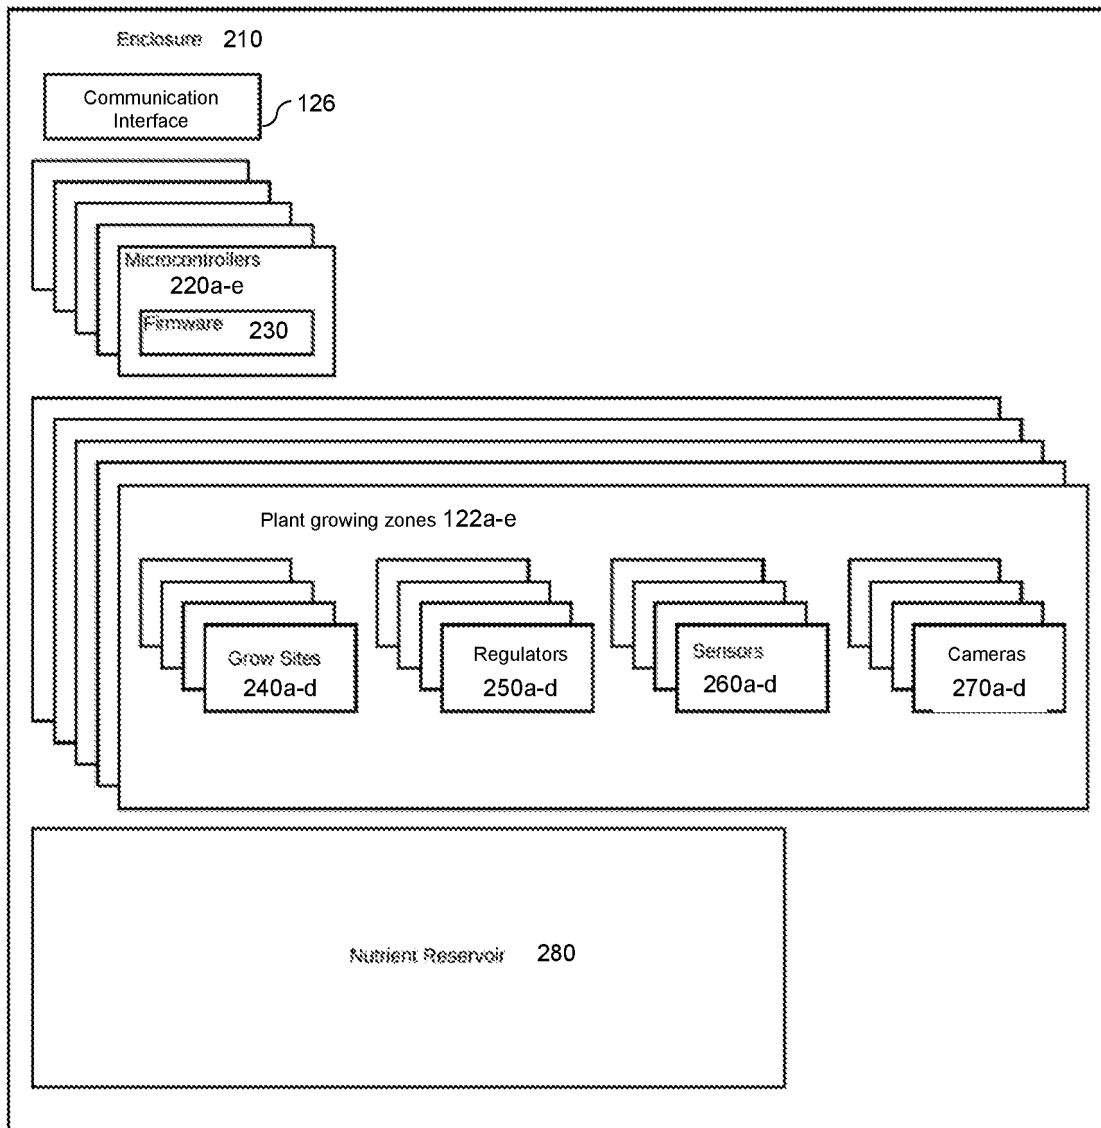 Enclosure 210
Communication
Interface
126
Microcontrollers
220a-e
Firmware 230
Plant growing zones 122a-e
Grow Sites
240a-d
Regulators
250a-d
Sensors
260a-d
Cameras
270a-d
Nutrient Reservoir 280